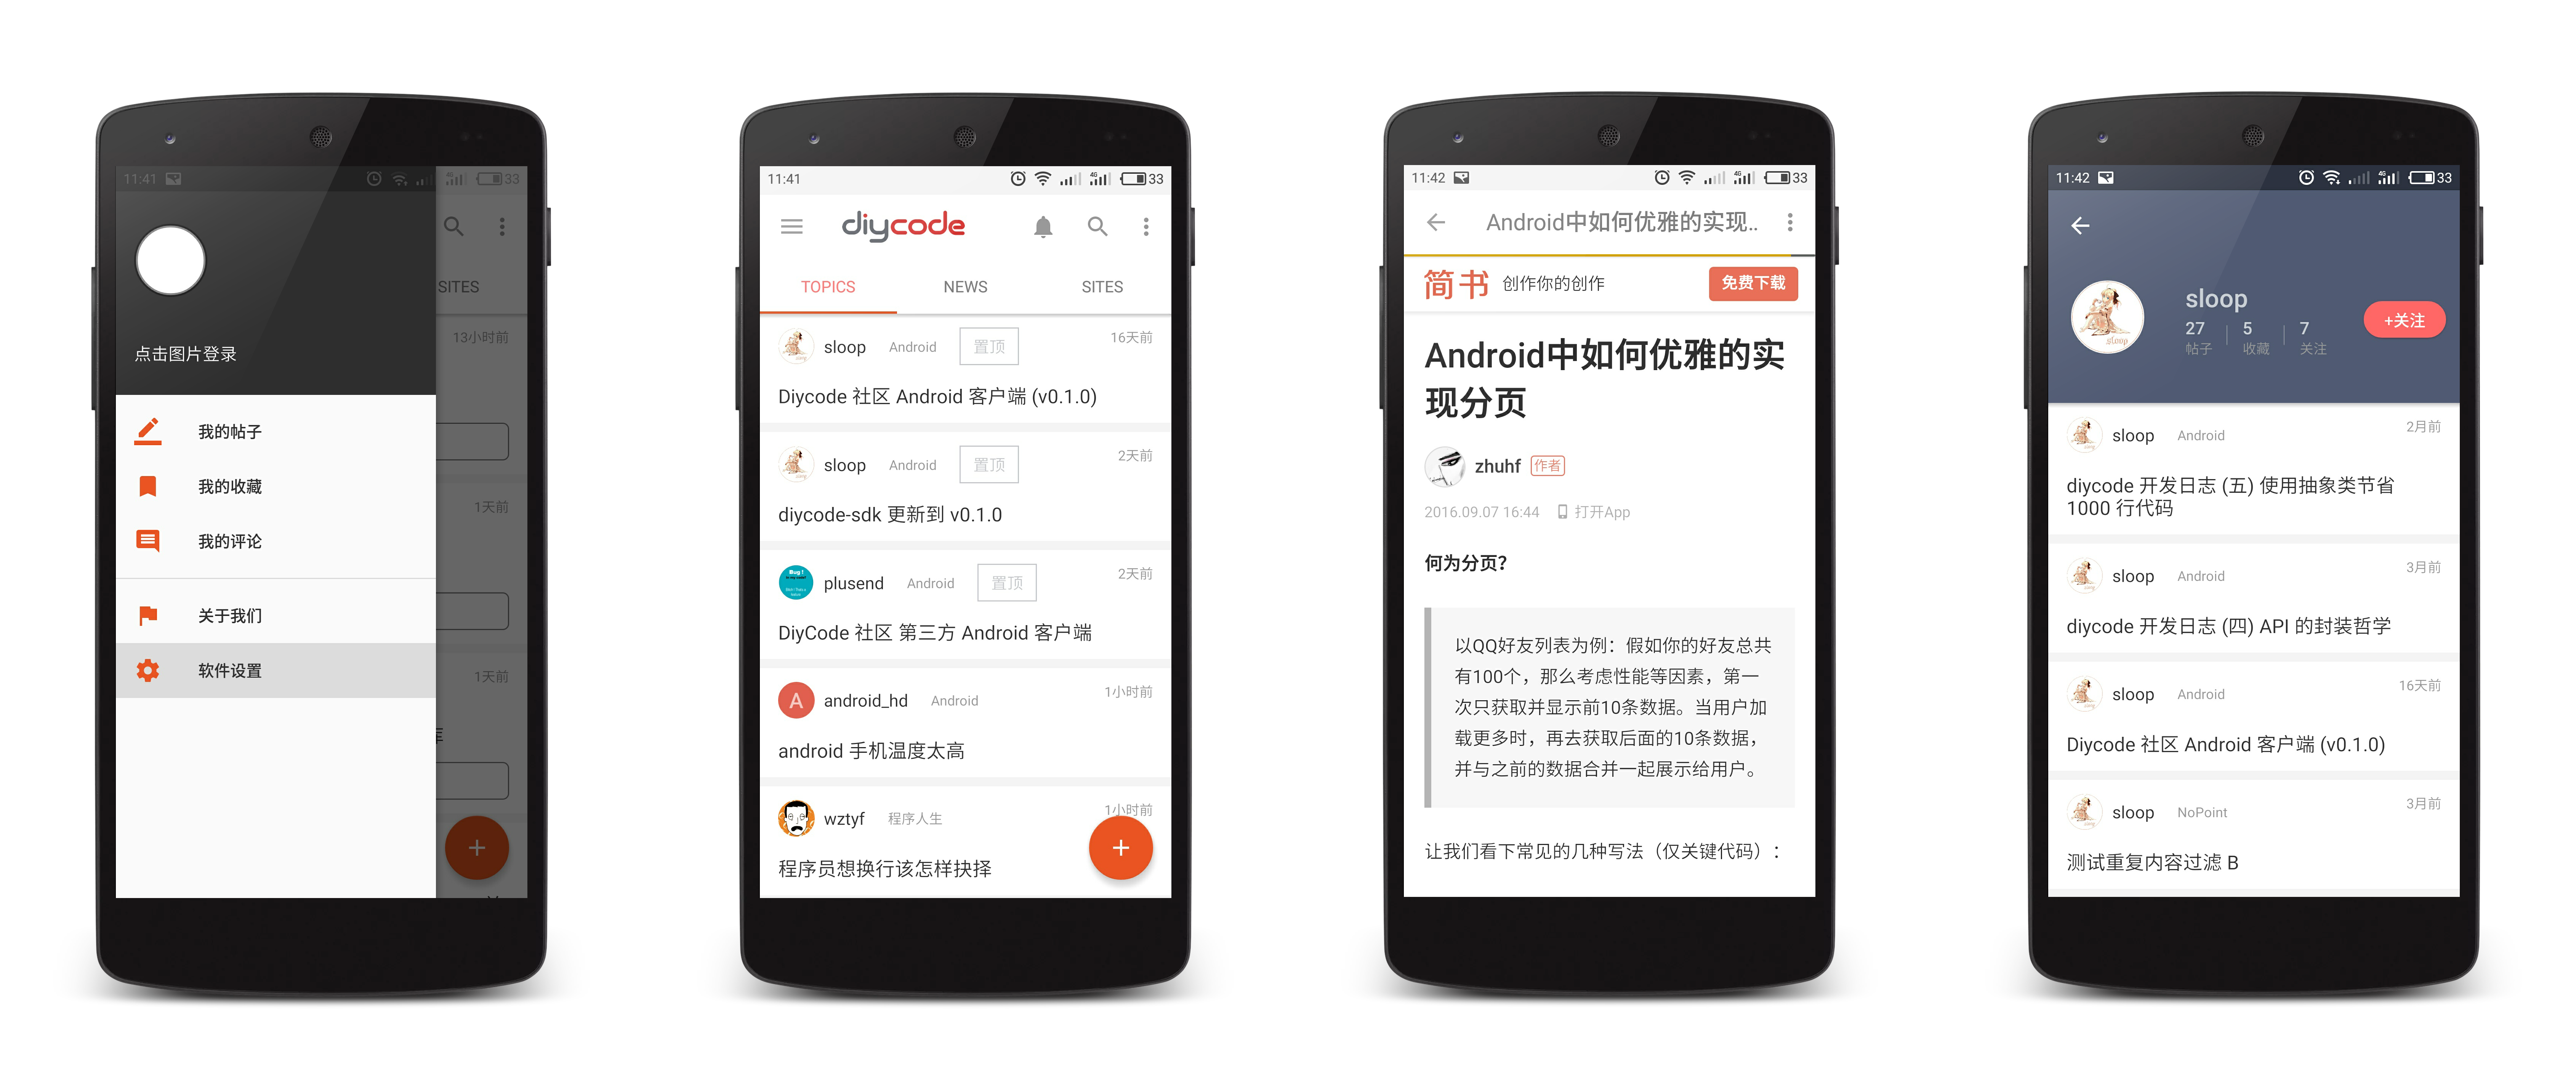 11:41
33
SITES
13小时前
点击图片登录
我的帖子
我的收藏
1天前
我的评论
关于我们
软件设置
1天前
11:41
33
diycode
TOPICS
NEWS
SITES
sloop
Android
置顶
16天前
Diycode 社区 Android 客户端 (v0.1.0)
sloop
Android
置顶
2天前
diycode-sdk 更新到 v0.1.0
plusend
Android
置顶
2天前
DiyCode 社区 第三方 Android 客户端
A
android_hd
Android
1小时前
android 手机温度太高
wztyf
程序人生
1小时前
程序员想换行该怎样抉择
11:42
33
Android中如何优雅的实现..
简书
创作你的创作
免费下载
Android中如何优雅的实
现分页
zhuhf
作者
2016.09.07 16:44
打开App
何为分页?
以QQ好友列表为例：假如你的好友总共
有100个，那么考虑性能等因素，第一
次只获取并显示前10条数据。当用户加
载更多时，再去获取后面的10条数据，
并与之前的数据合并一起展示给用户。
让我们看下常见的几种写法（仅关键代码）：
11:42
33
sloop
27
5
7
帖子
收藏
关注
+关注
sloop
Android
2月前
diycode 开发日志 (五) 使用抽象类节省
1000 行代码
sloop
Android
3月前
diycode 开发日志 (四) API 的封装哲学
sloop
Android
16天前
Diycode 社区 Android 客户端 (v0.1.0)
sloop
NoPoint
3月前
测试重复内容过滤 B